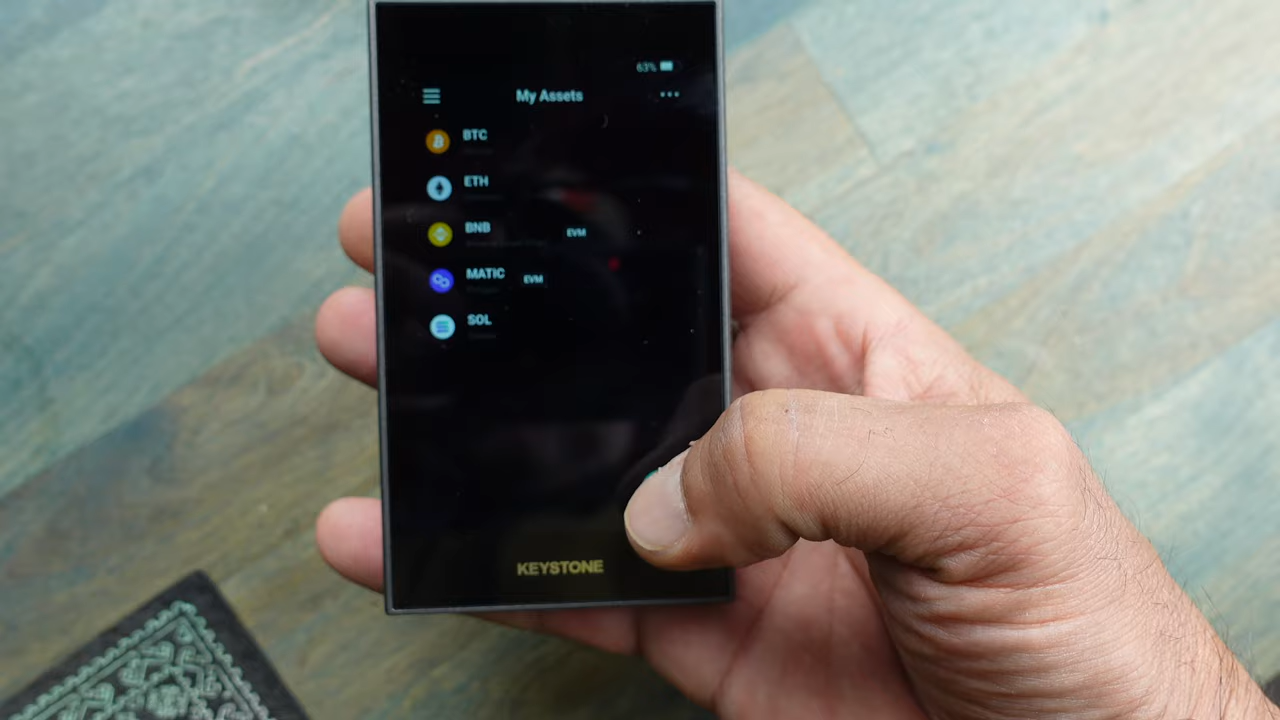 63%
My Assets
BTC
ETH
BNB
EVM
MATIC EVM
SOL
KEYSTONE